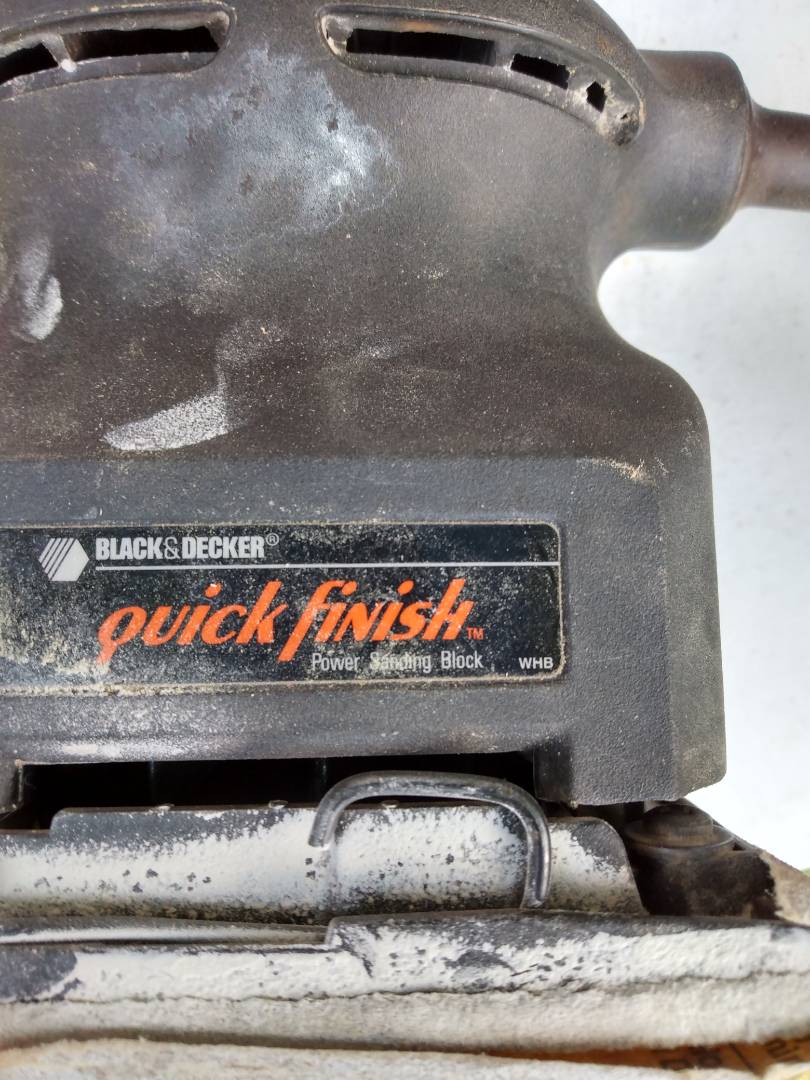 BLACK&DECKER®
quick finish™
Power Sanding Block WHB